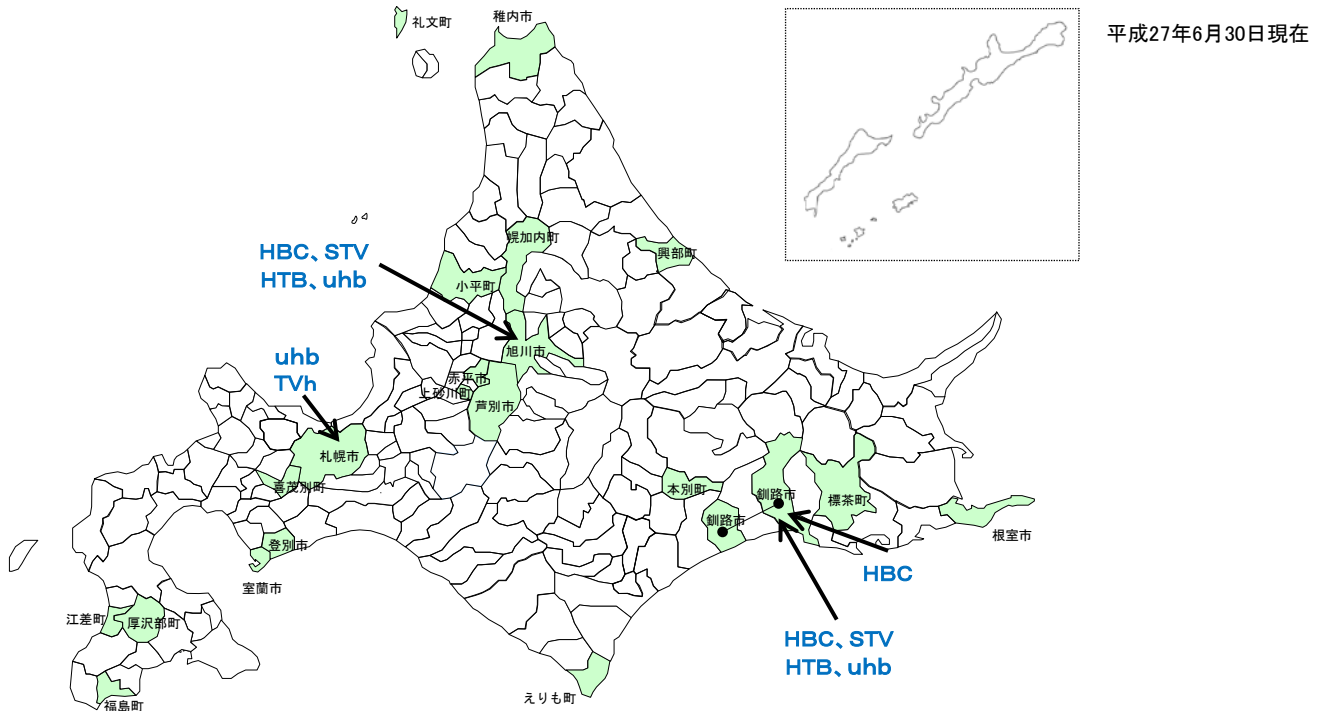 平成27年6月30日現在
礼文町
稚内市
幌加内町
興部町
HBC、STV
HTB、uhb
小平町
旭川市
uhb
TVh
赤平市
上砂川町
芦別市
札幌市
喜茂別町
本別町
釧路市
標茶町
釧路市
根室市
登別市
HBC
室蘭市
江差町
厚沢部町
HBC、STV
HTB、uhb
えりも町
福島町